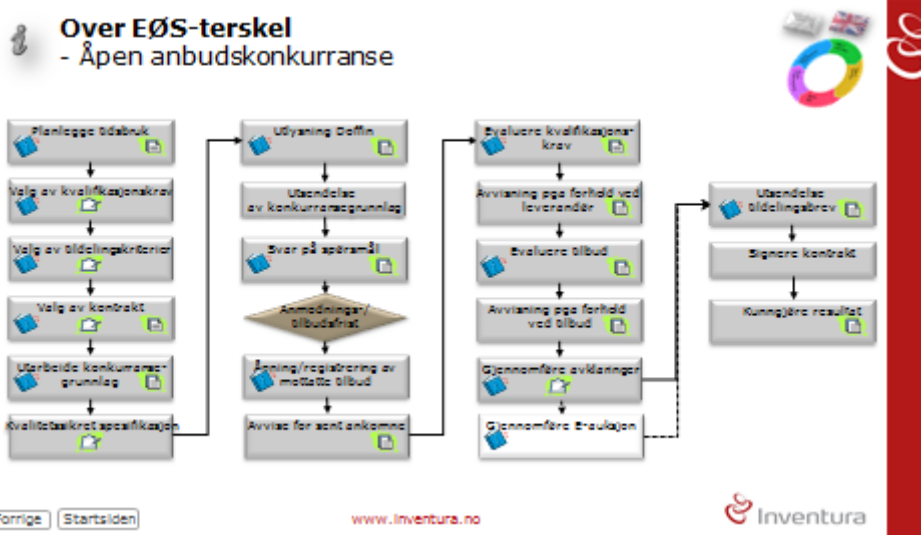 Over EØS-terskel
- Åpen anbudskonkurranse
Planlegge tidsbruk
Valg av kvalifikasjonskrav
Valg av tildelingskriterier
Valg av kontrakt
Utarbeide konkurranse-
grunnlag
Kvalitetssikret spesifikasjon
Utlysning Doffin
Utsendelse
av konkurransegrunnlag
Svar på spørsmål
Anmodnings-/
tilbudsfrist
Åpning/registrering av
mottatte tilbud
Avvise for sent ankomne
Evaluere kvalifikasjons-
krav
Avvisning pga forhold ved
leverandør
Evaluere tilbud
Avvisning pga forhold
ved tilbud
Gjennomføre avklaringer
Gjennomføre E-auksjon
Utsendelse
tildelingsbrev
Signere kontrakt
Kunngjøre resultat
Forrige
Startsiden
www.inventura.no
Inventura